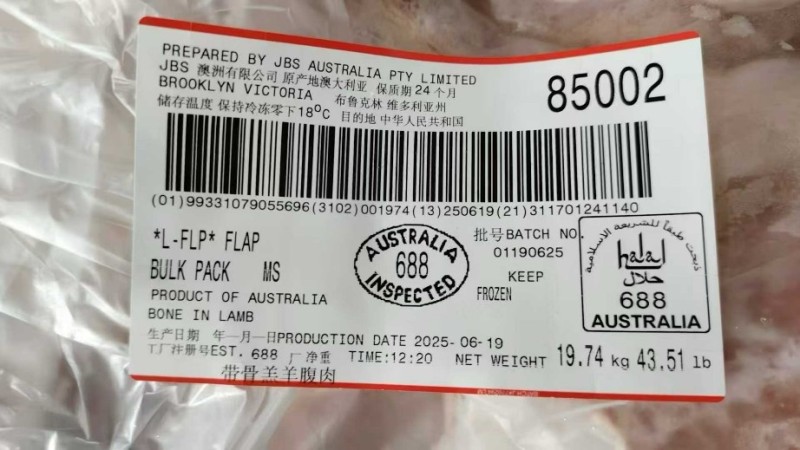 PREPARED BY JBS AUSTRALIA PTY LIMITED
JBS 澳洲有限公司 原产地澳大利亚 保质期24个月
BROOKLYN VICTORIA 布鲁克林 维多利亚州
储存温度 保持冷冻零下18°C 目的地 中华人民共和国
85002
(01)99331079055696(3102)001974(13)250619(21)311701241140
*L-FLP* FLAP
BULK PACK MS
PRODUCT OF AUSTRALIA
BONE IN LAMB
AUSTRALIA
688
INSPECTED
批号BATCH NO.
01190625
KEEP
FROZEN
ذبحت طبقا للشريعه الاسلامية
halal
حلال
688
AUSTRALIA
生产日期 年—月—日PRODUCTION DATE 2025-06-19
工厂注册号EST. 688 厂 净重 TIME:12:20 NET WEIGHT 19.74 kg 43.51 lb
带骨羔羊腹肉